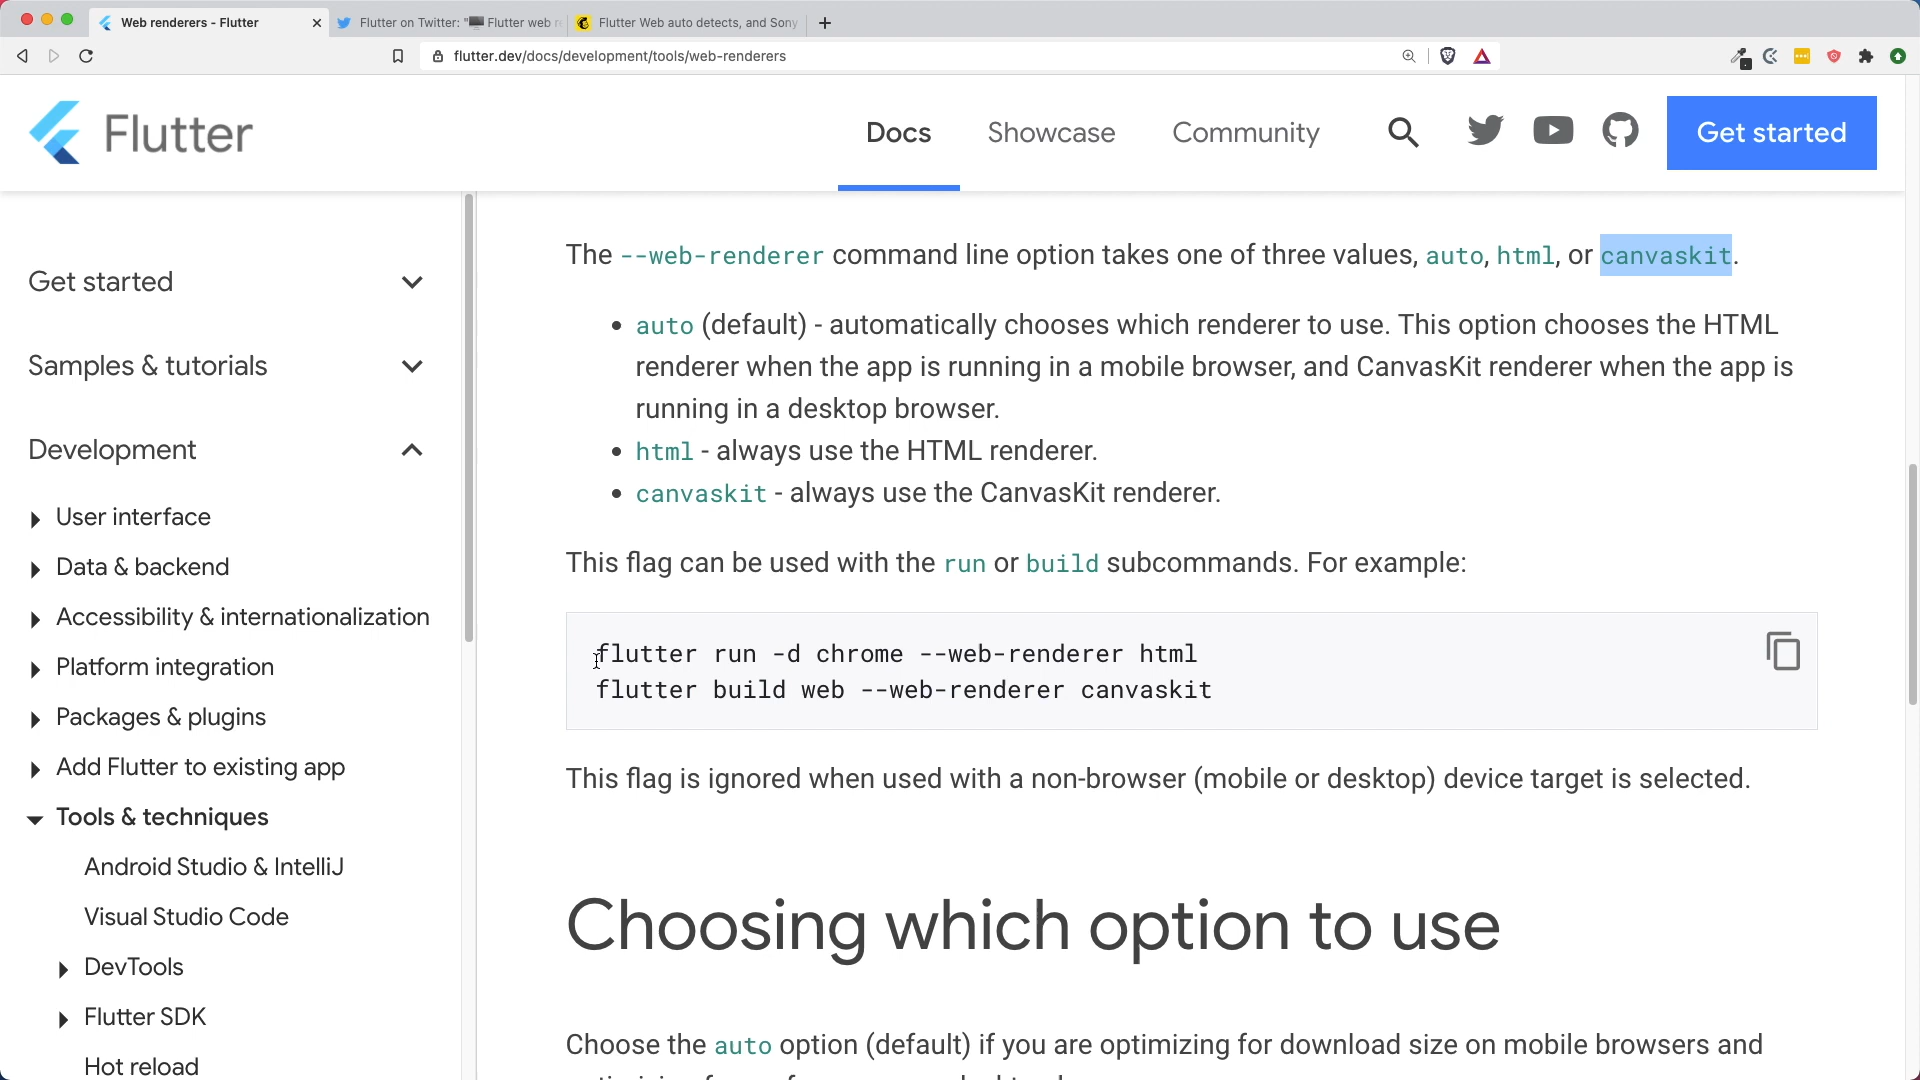 Web renderers - Flutter
Flutter on Twitter: "🖥️ Flutter web r
Flutter Web auto detects, and Sony
flutter.dev/docs/development/tools/web-renderers
Flutter
Docs
Showcase
Community
Get started
Get started
Samples & tutorials
Development
User interface
Data & backend
Accessibility & internationalization
Platform integration
Packages & plugins
Add Flutter to existing app
Tools & techniques
Android Studio & IntelliJ
Visual Studio Code
DevTools
Flutter SDK
Hot reload
The --web-renderer command line option takes one of three values, auto, html, or canvaskit.
• auto (default) - automatically chooses which renderer to use. This option chooses the HTML
renderer when the app is running in a mobile browser, and CanvasKit renderer when the app is
running in a desktop browser.
• html - always use the HTML renderer.
• canvaskit - always use the CanvasKit renderer.
This flag can be used with the run or build subcommands. For example:
flutter run -d chrome --web-renderer html
flutter build web --web-renderer canvaskit
This flag is ignored when used with a non-browser (mobile or desktop) device target is selected.
Choosing which option to use
Choose the auto option (default) if you are optimizing for download size on mobile browsers and